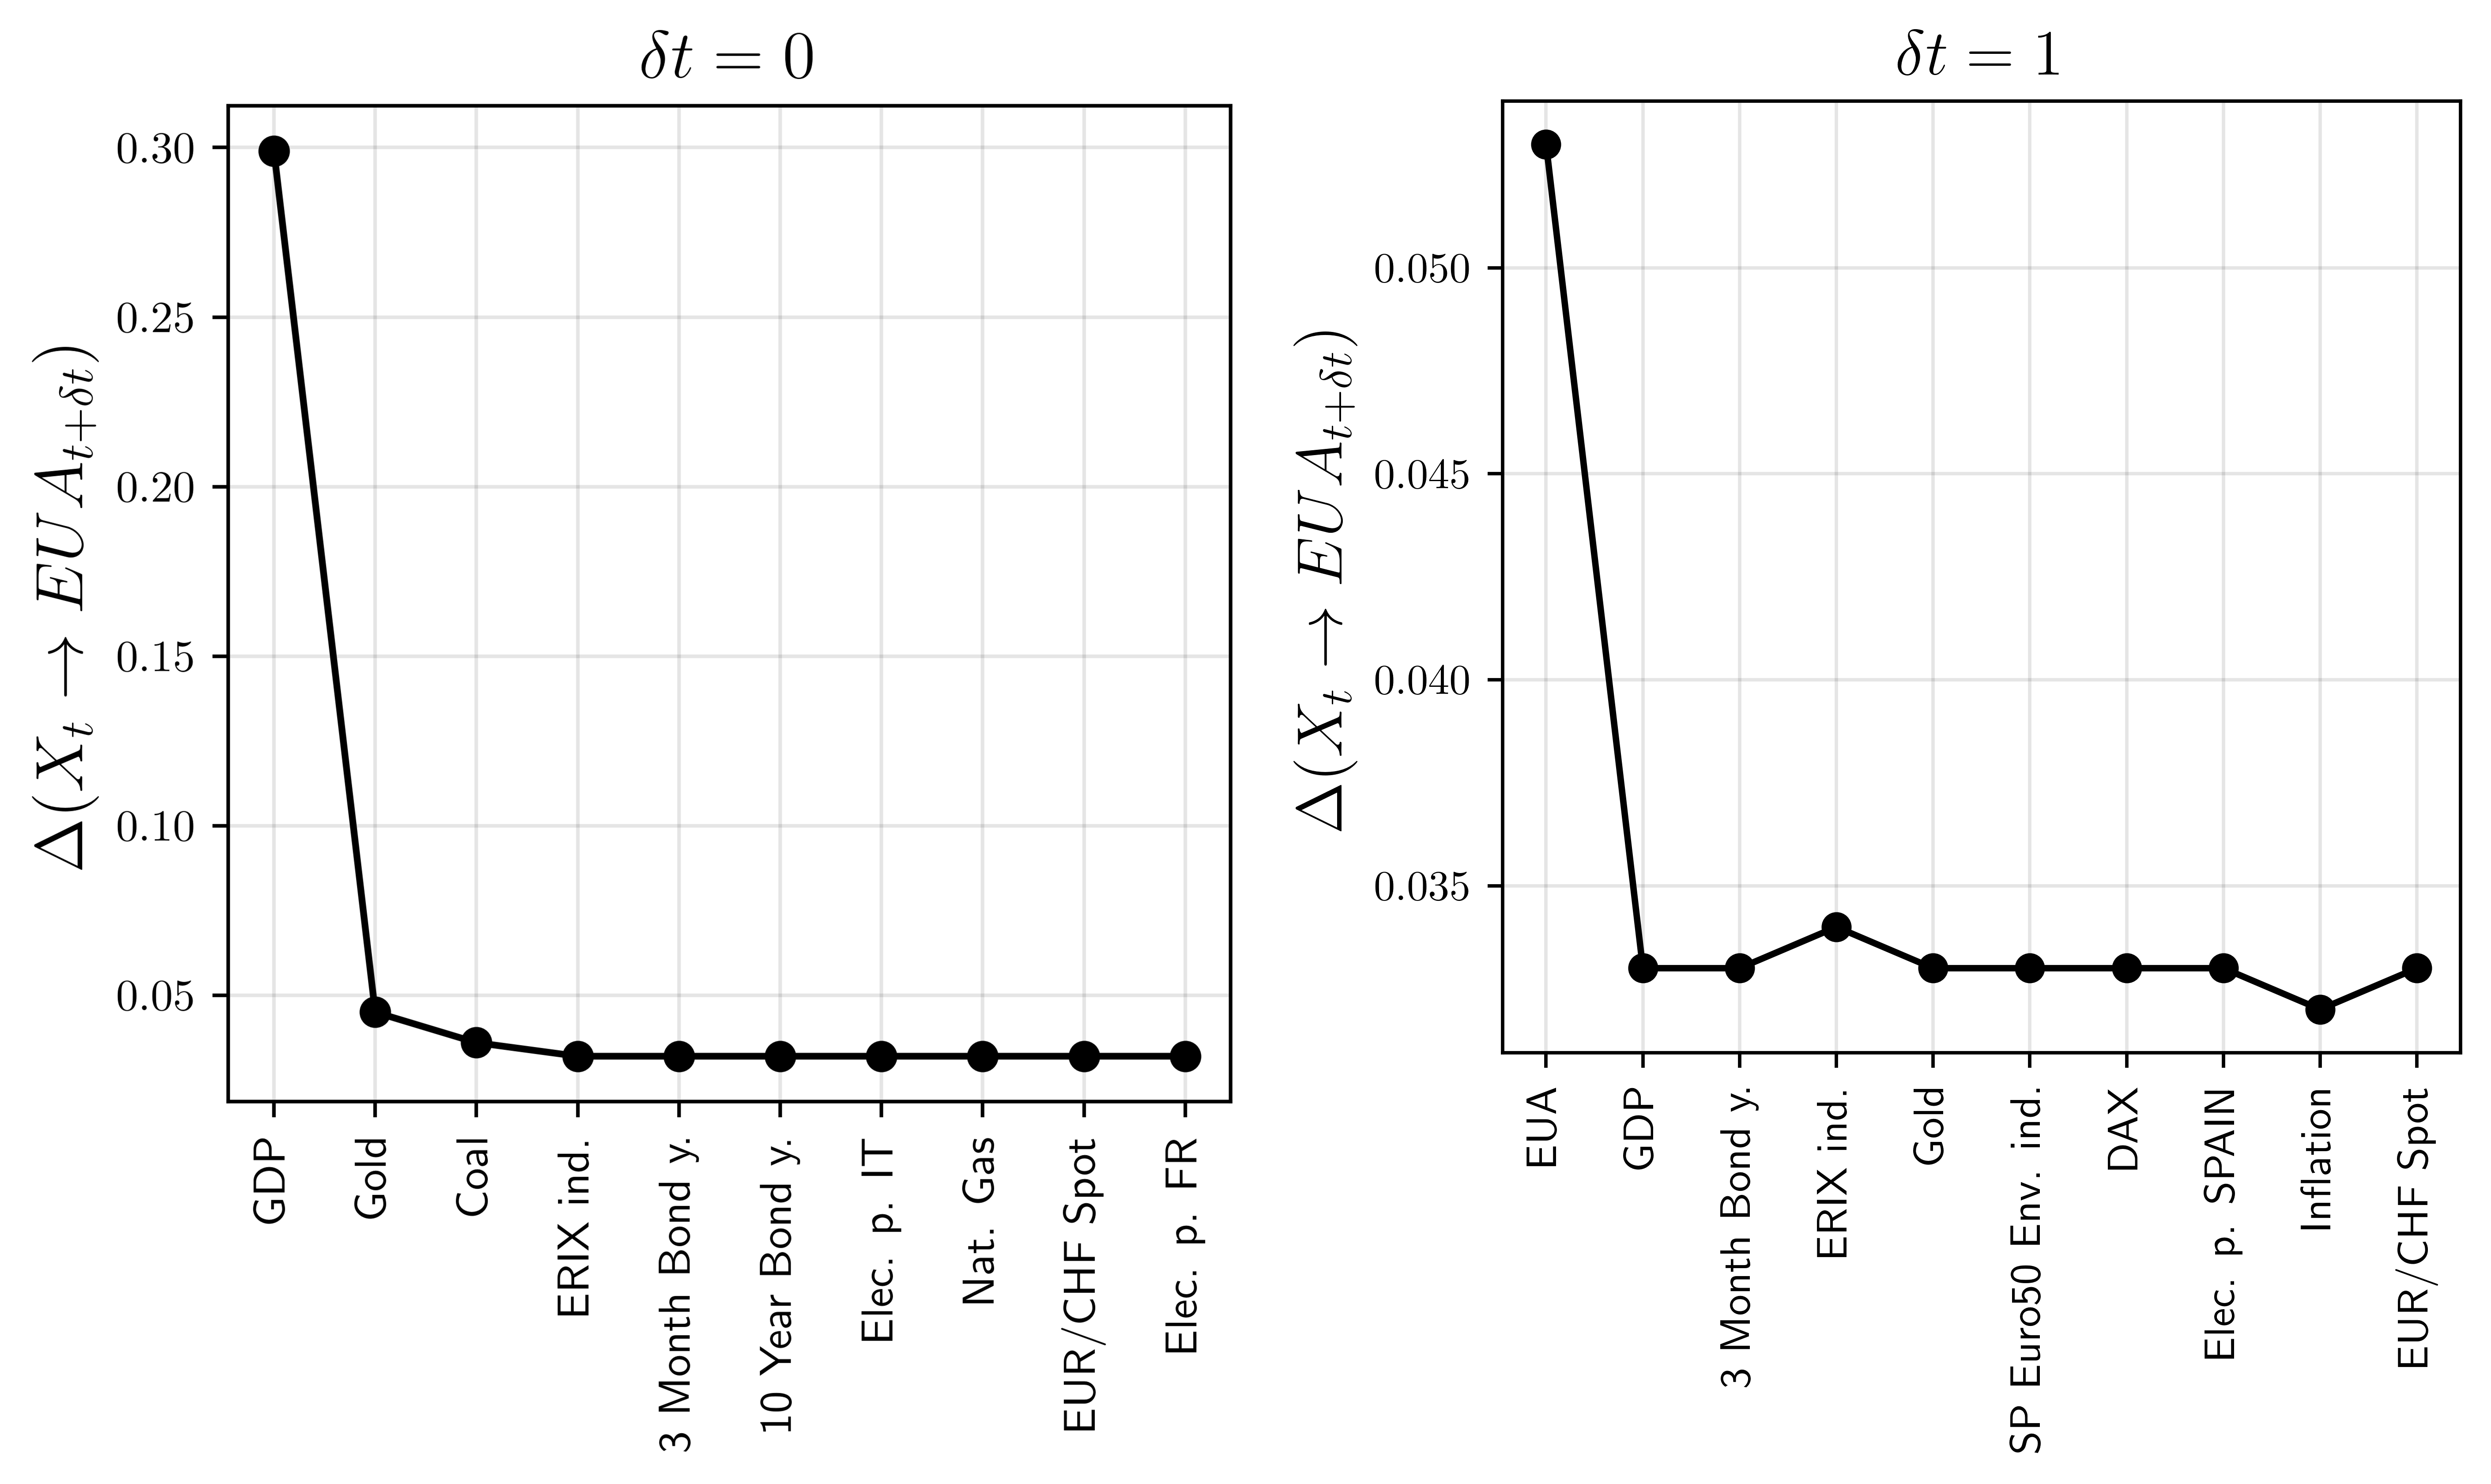 δt = 0
Δ(X_t → EUA_{t+δt})
0.30
0.25
0.20
0.15
0.10
0.05
GDP
Gold
Coal
ERIX ind.
3 Month Bond y.
10 Year Bond y.
Elec. p. IT
Nat. Gas
EUR/CHF Spot
Elec. p. FR
δt = 1
Δ(X_t → EUA_{t+δt})
0.050
0.045
0.040
0.035
EUA
GDP
3 Month Bond y.
ERIX ind.
Gold
SP Euro50 Env. ind.
DAX
Elec. p. SPAIN
Inflation
EUR/CHF Spot